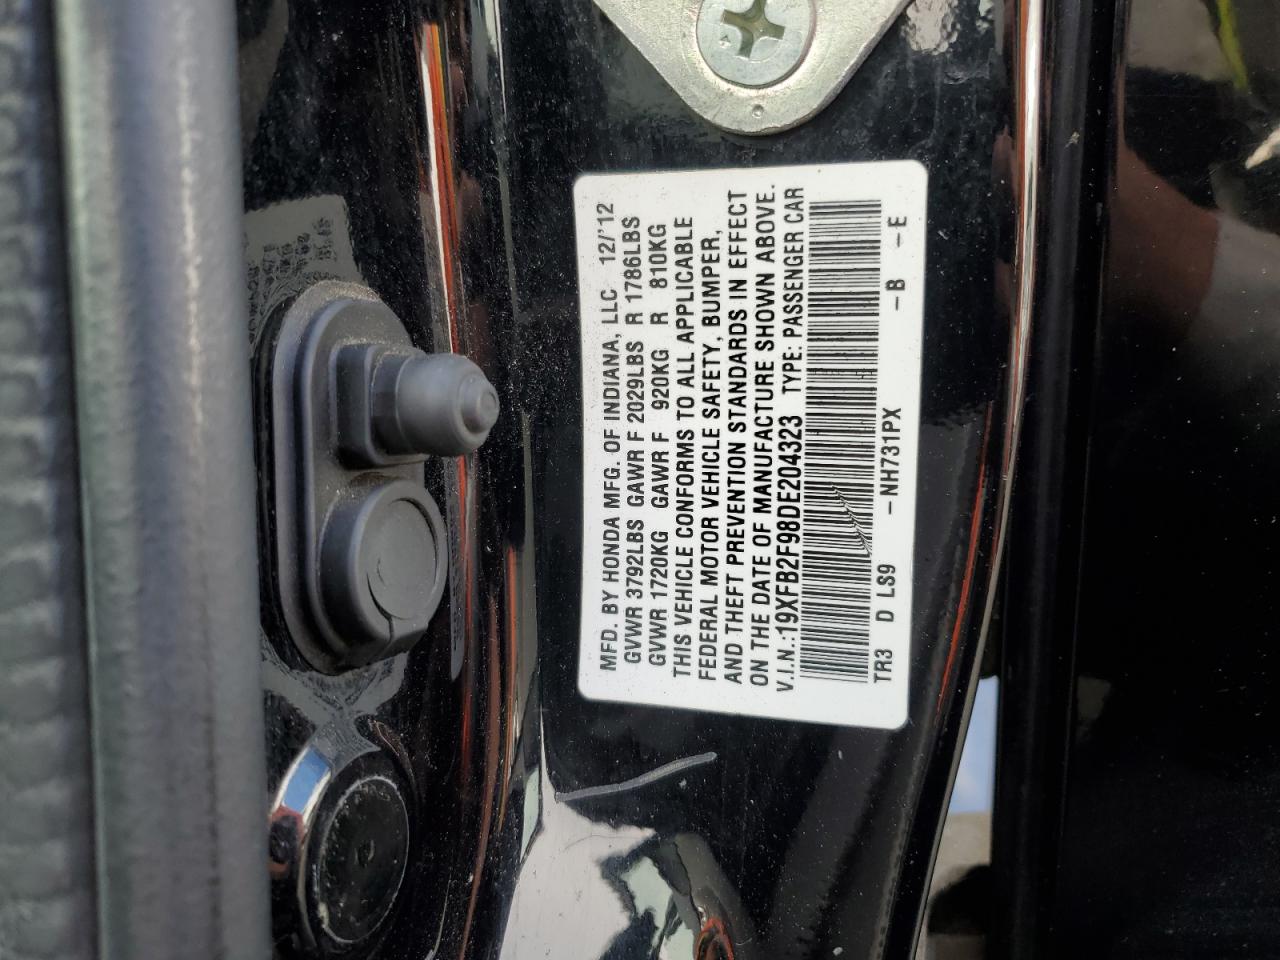 MFD. BY HONDA MFG. OF INDIANA, LLC 12/'12
GVWR 3792LBS GAWR F 2029LBS R 1786LBS
GVWR 1720KG GAWR F 920KG R 810KG
THIS VEHICLE CONFORMS TO ALL APPLICABLE
FEDERAL MOTOR VEHICLE SAFETY, BUMPER,
AND THEFT PREVENTION STANDARDS IN EFFECT
ON THE DATE OF MANUFACTURE SHOWN ABOVE.
V.I.N.:19XFB2F98DE204323 TYPE: PASSENGER CAR
TR3 D LS9 -NH731PX -B -E